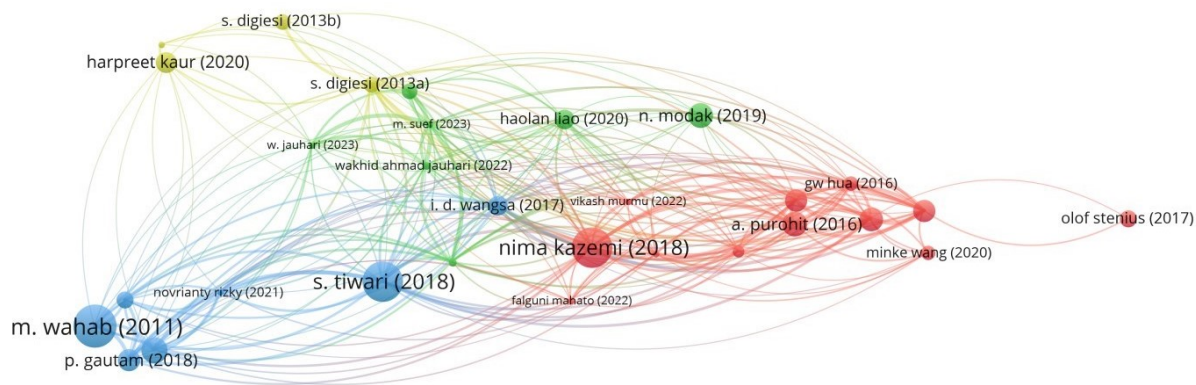 s. digiesi (2013b)
harpreet kaur (2020)
s. digiesi (2013a)
m. suef (2023)
haolan liao (2020)
n. modak (2019)
w. jauhari (2023)
wakhid ahmad jauhari (2022)
gw hua (2016)
i. d. wangsa (2017)
vikash murmu (2022)
a. purohit (2016)
olof stenius (2017)
nima kazemi (2018)
minke wang (2020)
s. tiwari (2018)
novrianty rizky (2021)
falguni mahato (2022)
m. wahab (2011)
p. gautam (2018)